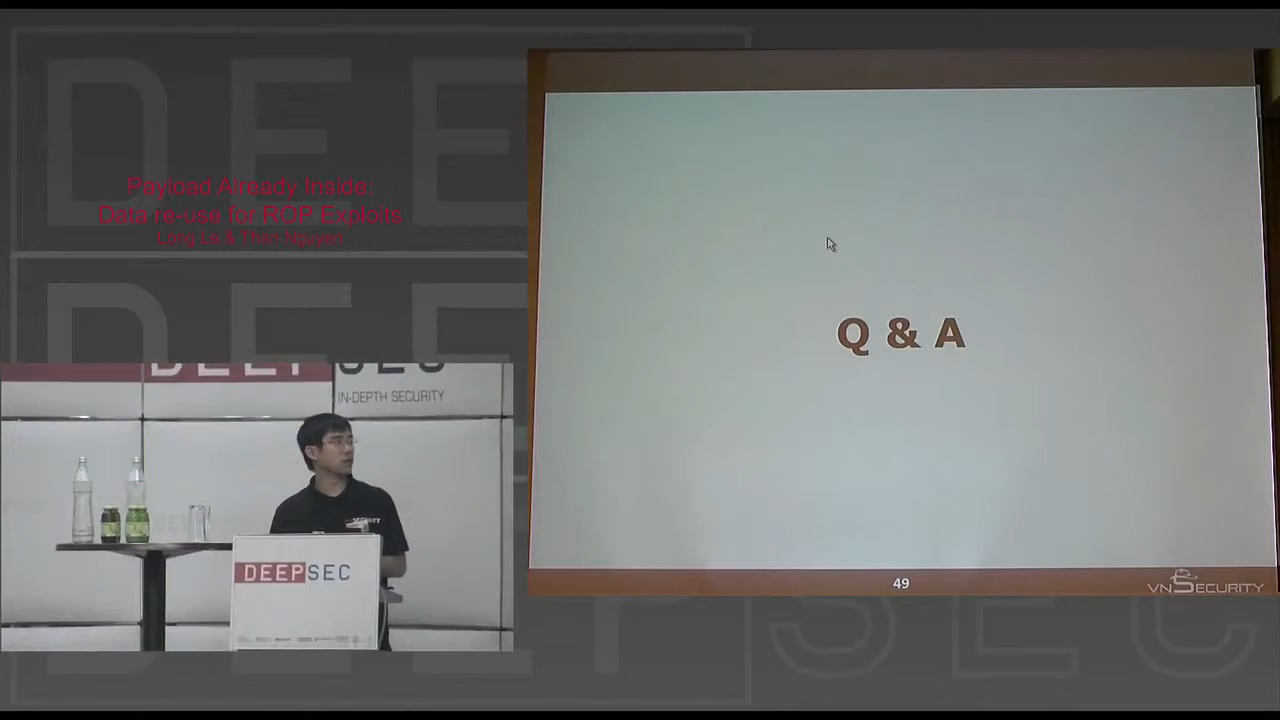 Payload Already Inside:
Data re-use for ROP Exploits
Long Le & Thanh Nguyen
Q & A
49
VNSECURITY
DEEPSEC
IN-DEPTH SECURITY
DEEPSEC